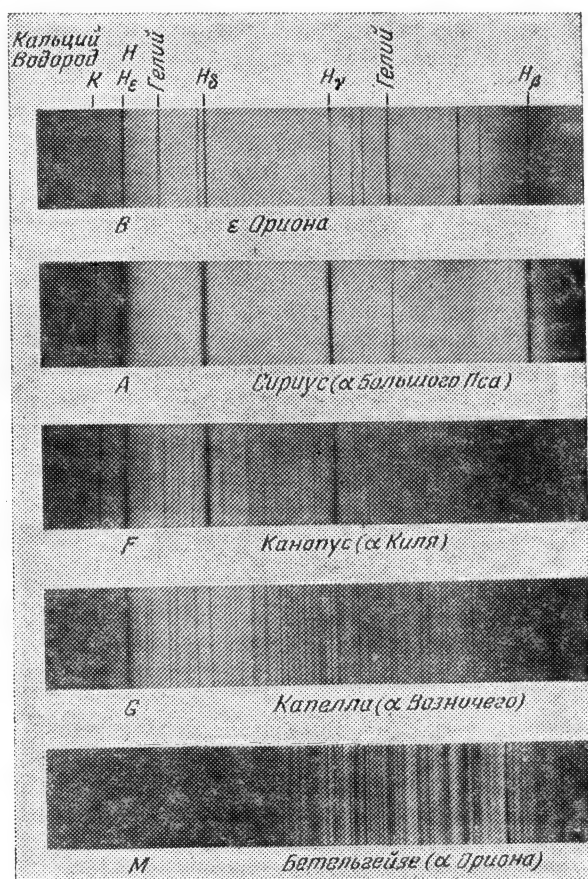 Кальций H
Водород Hε Гелий Hδ Hγ Гелий Hβ
K
B ε Ориона
A Сириус (α Большого Пса)
F Канопус (α Киля)
G Капелла (α Возничего)
M Бетельгейзе (α Ориона)